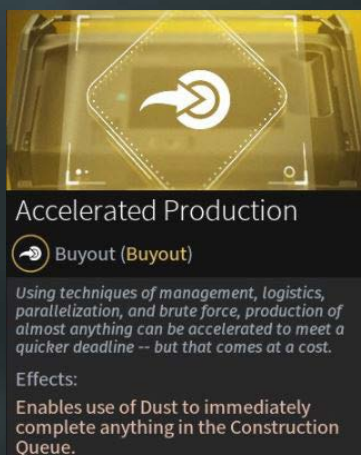 Accelerated Production
Buyout (Buyout)
Using techniques of management, logistics,
parallelization, and brute force, production of
almost anything can be accelerated to meet a
quicker deadline -- but that comes at a cost.
Effects:
Enables use of Dust to immediately
complete anything in the Construction
Queue.